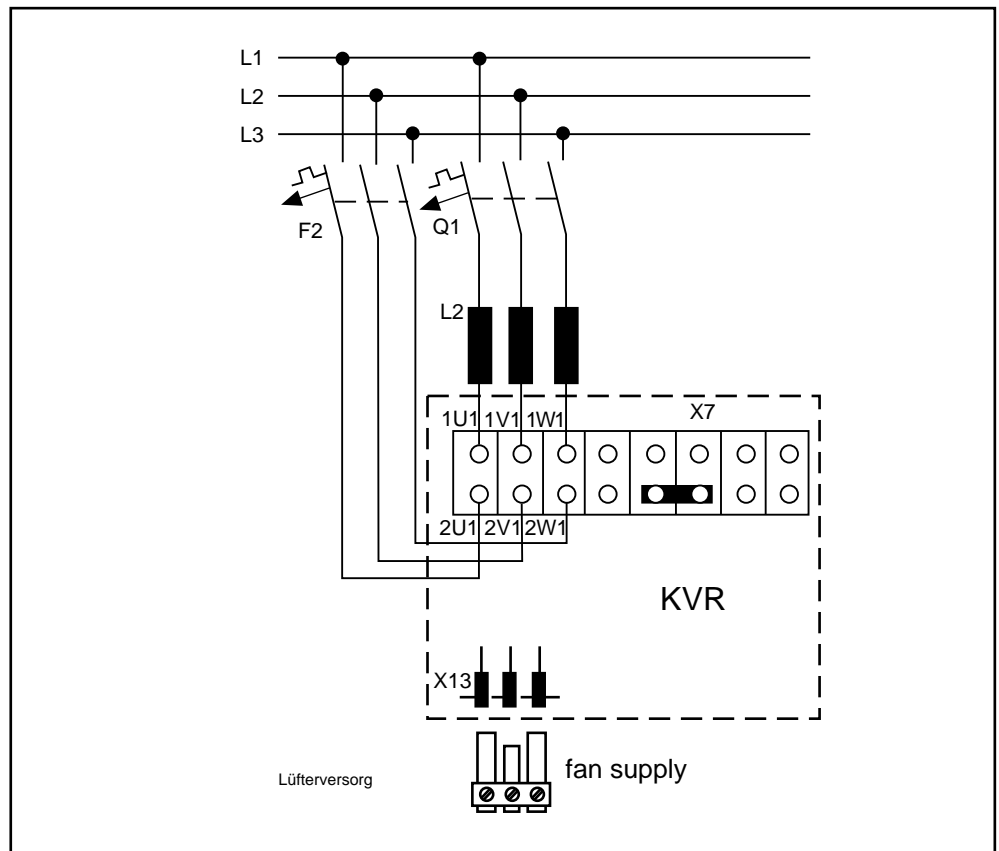 L1
L2
L3
F2
Q1
L2
1U1 1V1 1W1
X7
2U1 2V1 2W1
KVR
X13
Lüfterversorg
fan supply